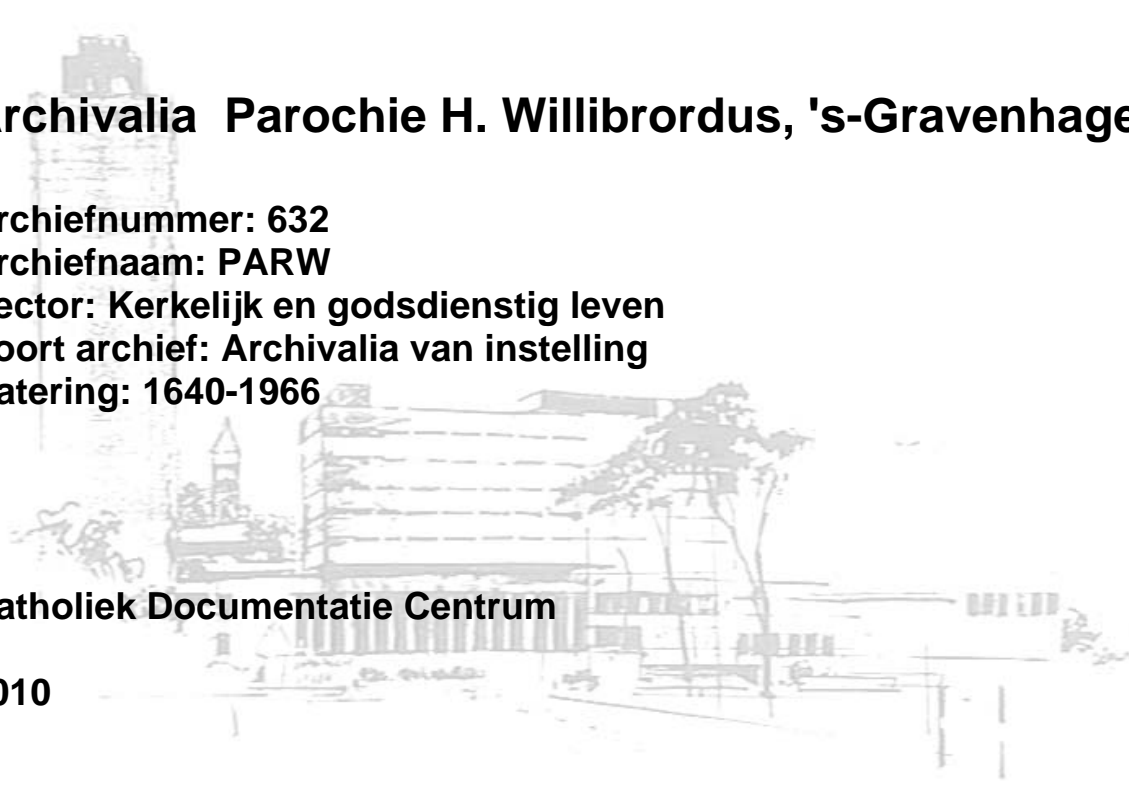 rchivalia Parochie H. Willibrordus, 's-Gravenhage
rchiefnummer: 632
rchiefnaam: PARW
ector: Kerkelijk en godsdienstig leven
oort archief: Archivalia van instelling
atering: 1640-1966
atholiek Documentatie Centrum
010